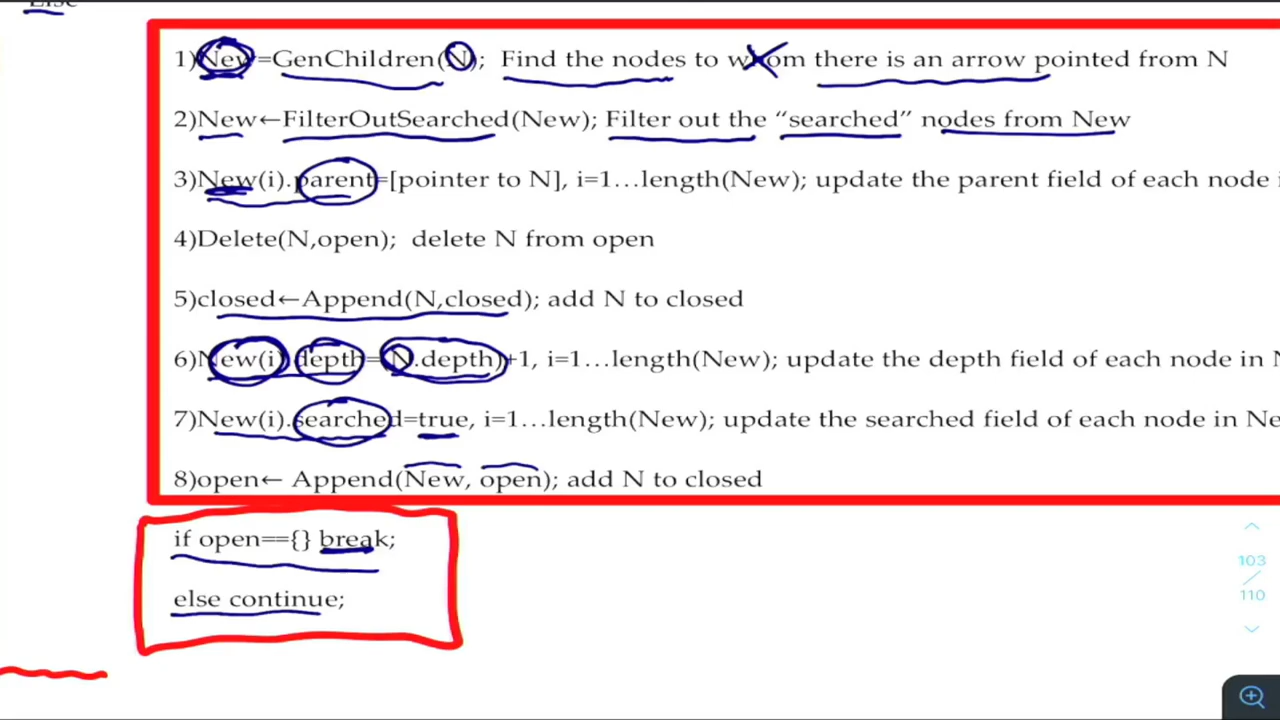 Else
1)New=GenChildren(N); Find the nodes to whom there is an arrow pointed from N
2)New←FilterOutSearched(New); Filter out the “searched” nodes from New
3)New(i).parent=[pointer to N], i=1…length(New); update the parent field of each node i
4)Delete(N,open); delete N from open
5)closed←Append(N,closed); add N to closed
6)New(i).depth=(N.depth)+1, i=1…length(New); update the depth field of each node in N
7)New(i).searched=true, i=1…length(New); update the searched field of each node in Ne
8)open← Append(New, open); add N to closed
if open=={} break;
else continue;
103
/
110